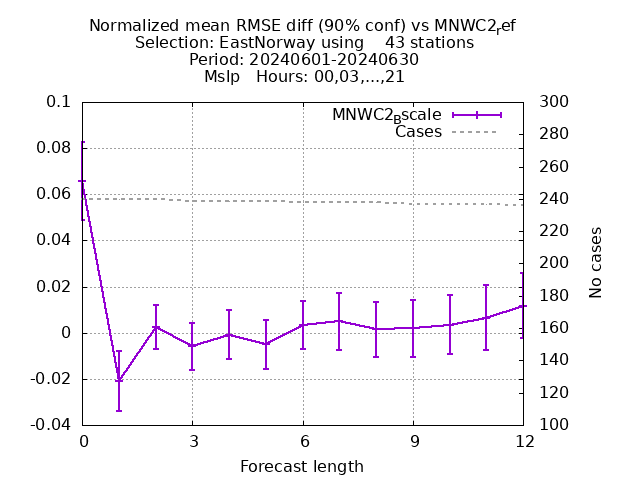 Normalized mean RMSE diff (90% conf) vs MNWC2ref
Selection: EastNorway using 43 stations
Period: 20240601-20240630
Mslp Hours: 00,03,...,21
MNWC2Bscale
Cases
0.1
0.08
0.06
0.04
0.02
0
-0.02
-0.04
300
280
260
240
220
200
180
160
140
120
100
No cases
0 3 6 9 12
Forecast length